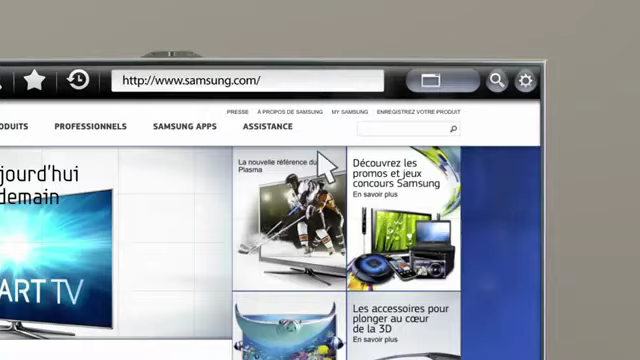 http://www.samsung.com/
PRESSE À PROPOS DE SAMSUNG MY SAMSUNG ENREGISTREZ VOTRE PRODUIT
ODUITS PROFESSIONNELS SAMSUNG APPS ASSISTANCE
jourd'hui
demain
ART TV
La nouvelle référence du
Plasma
Découvrez les
promos et jeux
concours Samsung
En savoir plus
Les accessoires pour
plonger au cœur
de la 3D
En savoir plus